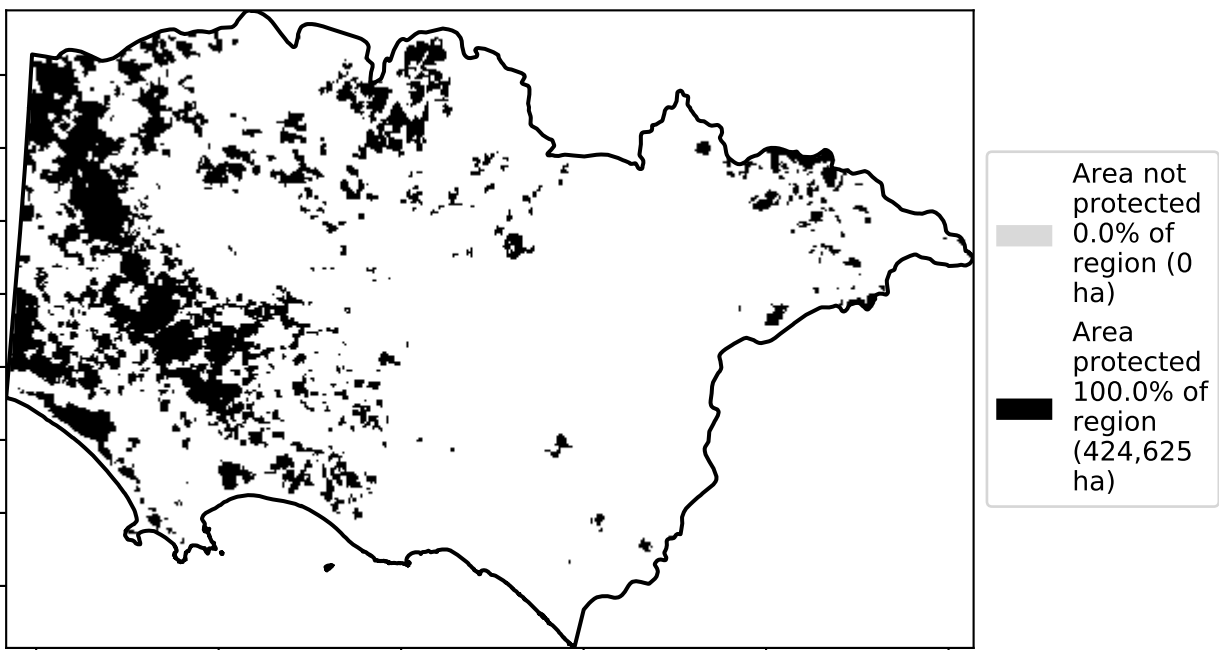 Area not
protected
0.0% of
region (0
ha)
Area
protected
100.0% of
region
(424,625
ha)